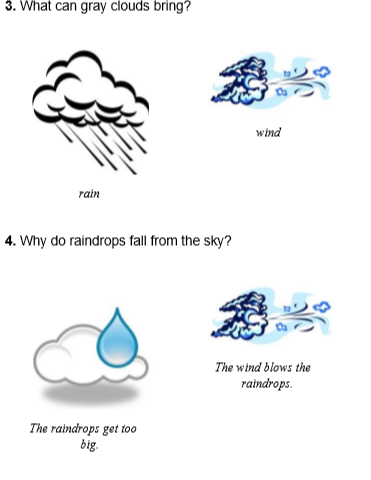 3. What can gray clouds bring?
wind
rain
4. Why do raindrops fall from the sky?
The wind blows the
raindrops.
The raindrops get too
big.